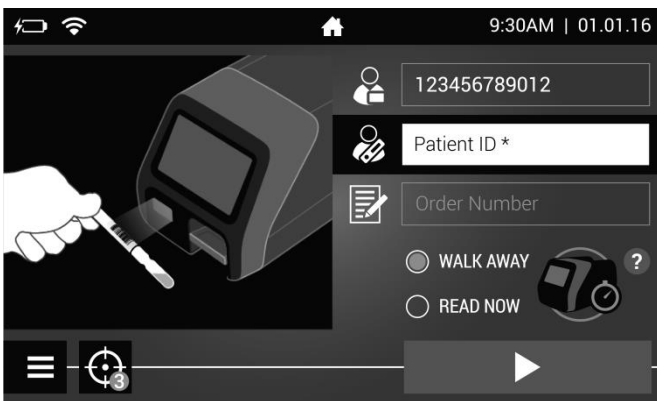 9:30AM | 01.01.16
123456789012
Patient ID *
Order Number
WALK AWAY
?
READ NOW
3